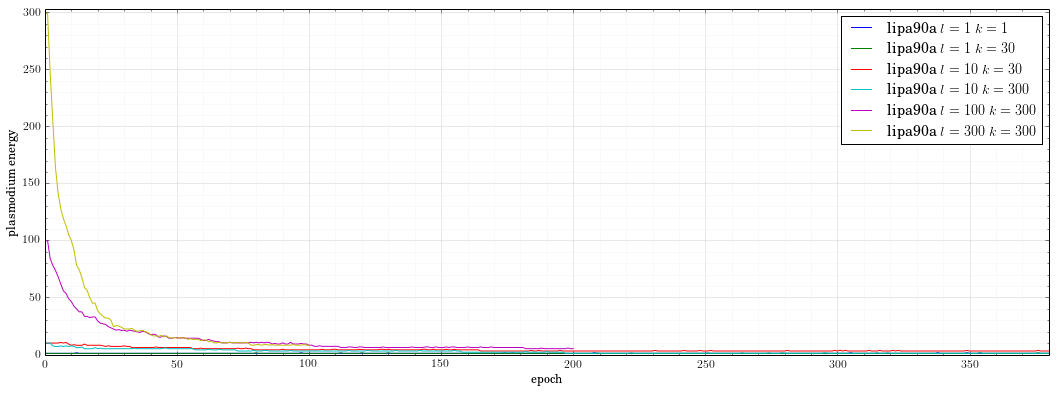 300
250
200
150
100
50
0
plasmodium energy
lipa90a l = 1 k = 1
lipa90a l = 1 k = 30
lipa90a l = 10 k = 30
lipa90a l = 10 k = 300
lipa90a l = 100 k = 300
lipa90a l = 300 k = 300
0 50 100 150 200 250 300 350
epoch